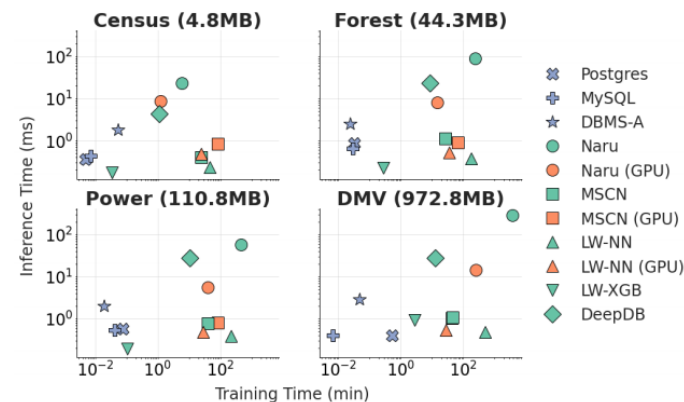 Census (4.8MB)
Forest (44.3MB)
10²
10¹
10⁰
Power (110.8MB)
DMV (972.8MB)
10²
10¹
10⁰
10⁻²
10⁰
10²
10⁻²
10⁰
10²
Inference Time (ms)
Training Time (min)
Postgres
MySQL
DBMS-A
Naru
Naru (GPU)
MSCN
MSCN (GPU)
LW-NN
LW-NN (GPU)
LW-XGB
DeepDB